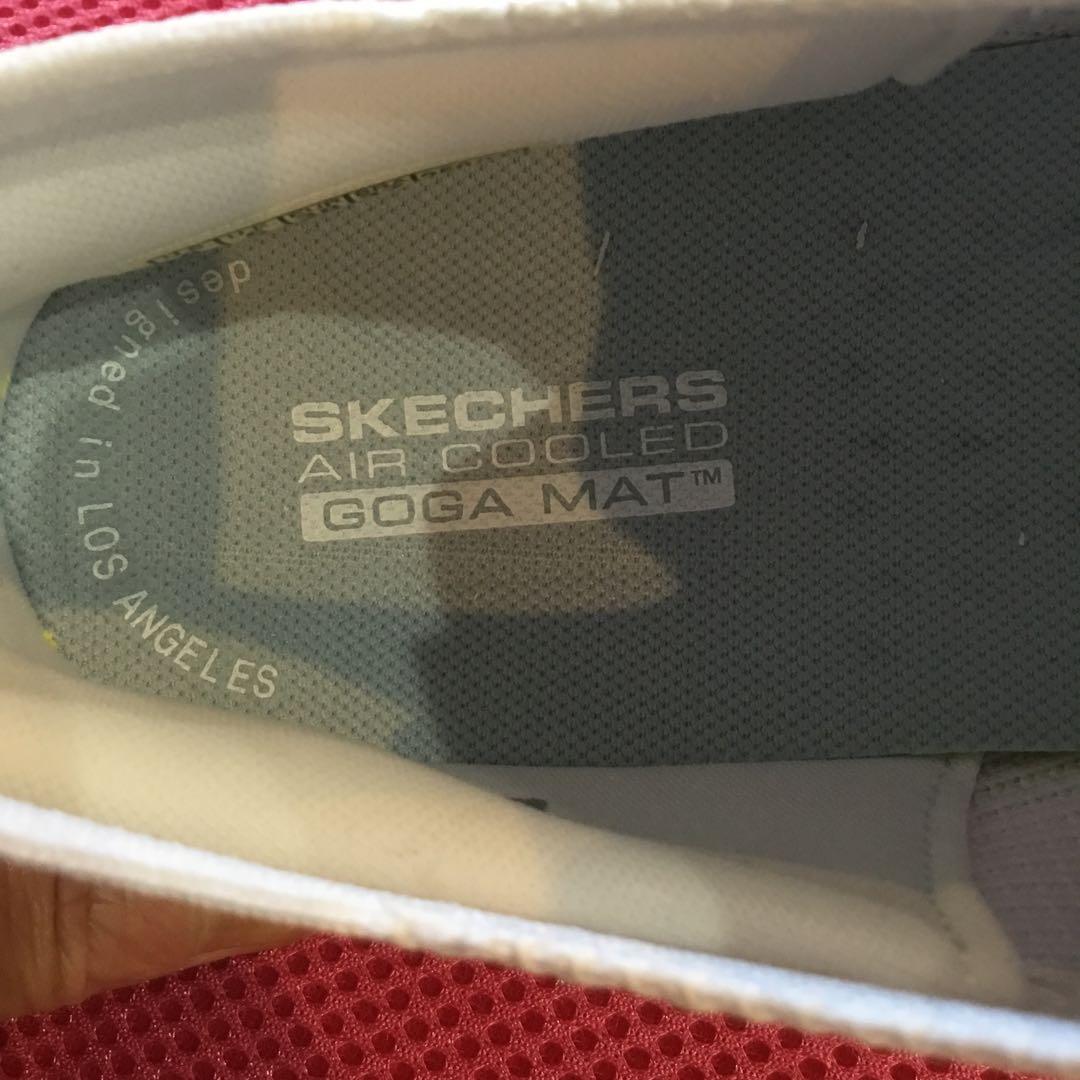 SKECHERS
AIR COOLED
GOGA MAT™
designed in LOS ANGELES